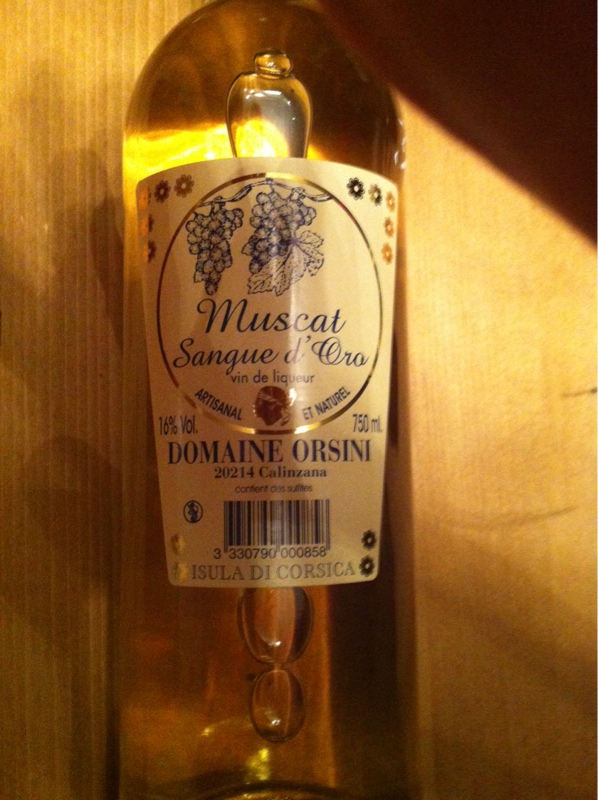 Muscat
Sangue d'Oro
vin de liqueur
ARTISANAL ET NATUREL
16% Vol. 750 ml.
DOMAINE ORSINI
20214 Calinzana
contient des sulfites
3 330790 000858
ISULA DI CORSICA